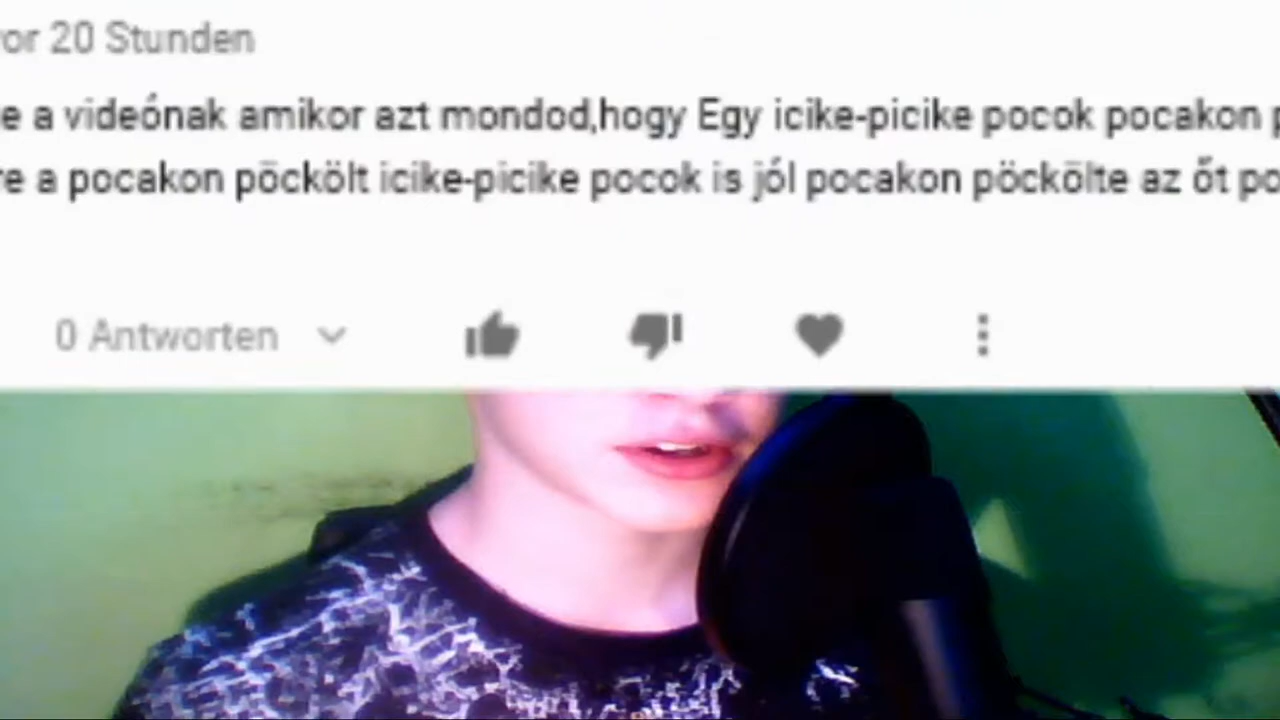 vor 20 Stunden
e a videónak amikor azt mondod,hogy Egy icike-picike pocok pocakon
re a pocakon pöckölt icike-picike pocok is jól pocakon pöckölte az őt
0 Antworten